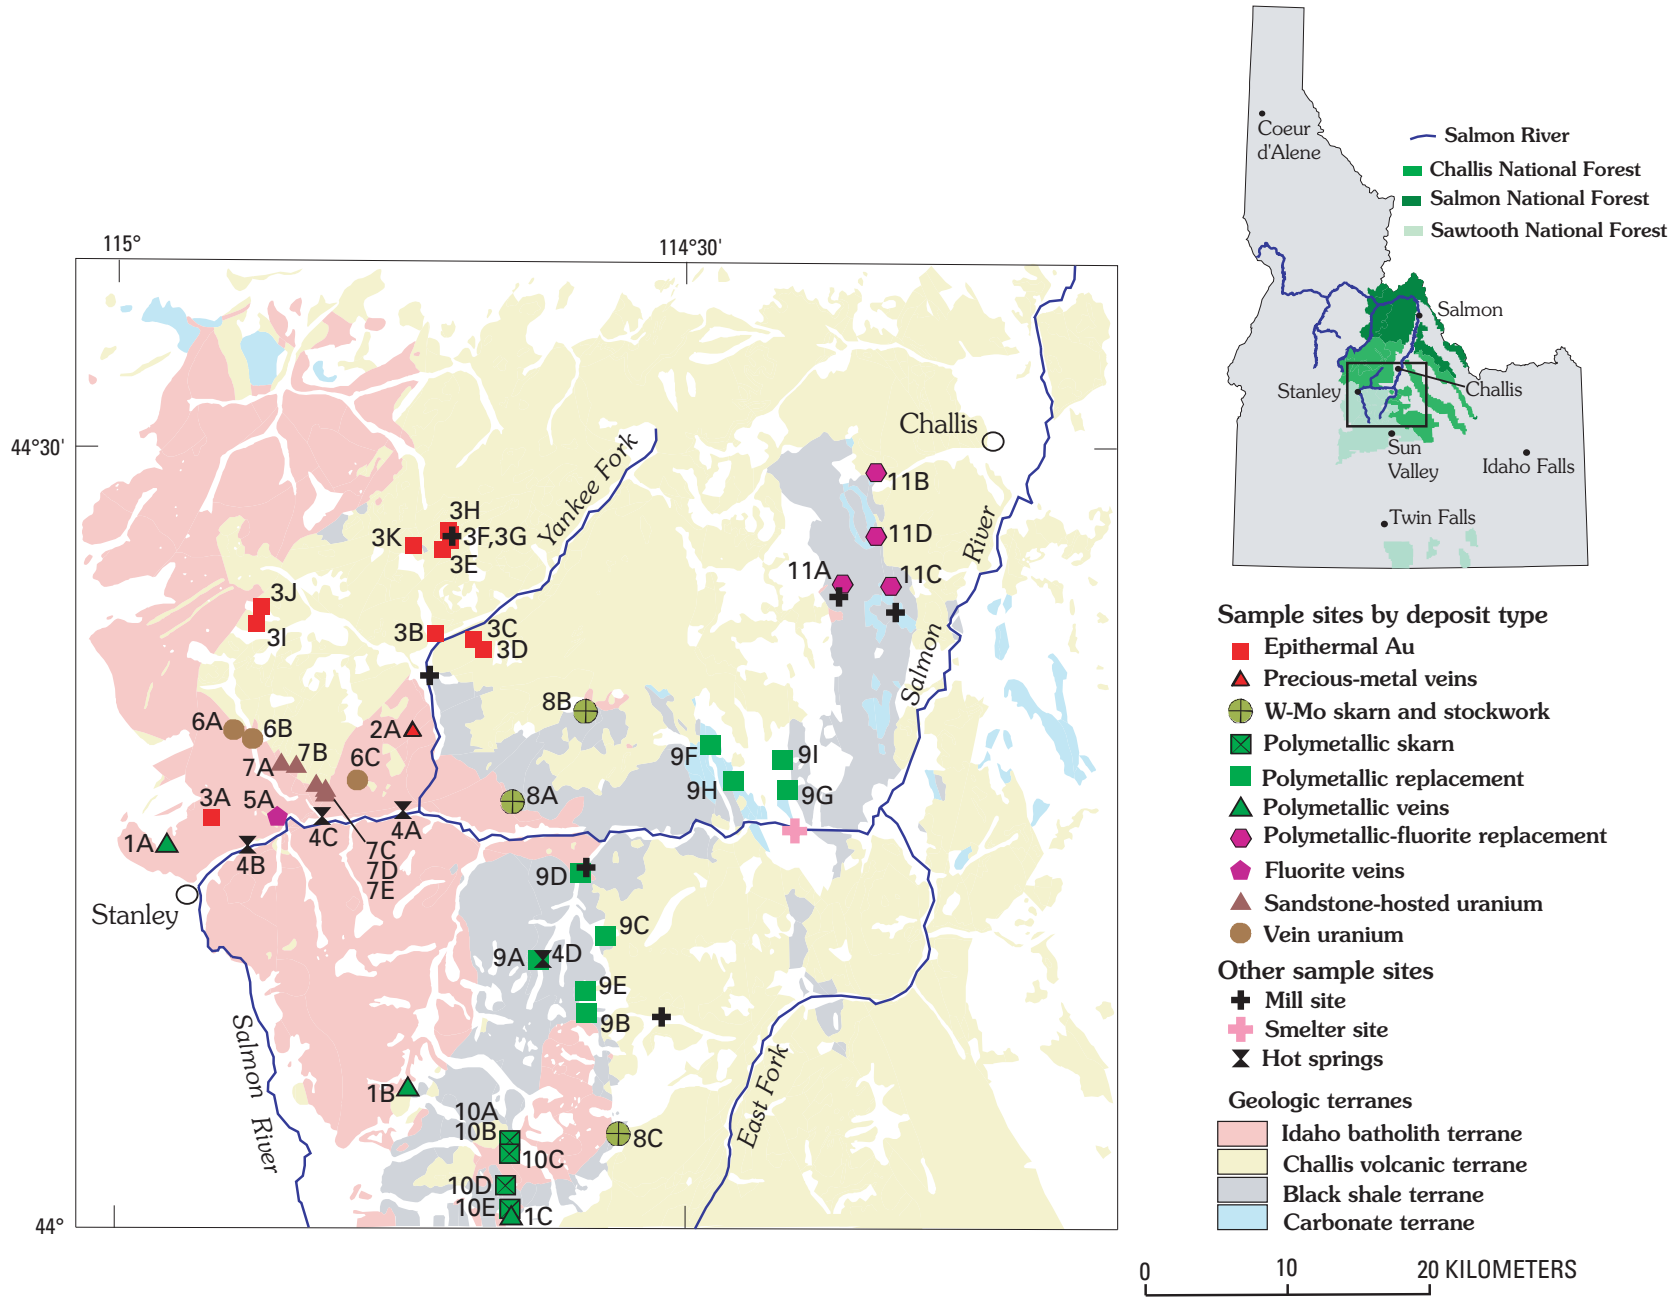 115°
114°30'
44°30'
44°
Challis
Yankee Fork
11B
11D
11A
11C
3H
3K
3F,3G
3E
3J
3I
3B
3C
3D
River
Salmon
8B
6A
6B
2A
7B
7A
6C
9F
9I
9H
9G
3A
5A
8A
4C
4A
1A
4B
7C
7D
7E
9D
Stanley
9C
9A
4D
9E
9B
Salmon River
East Fork
1B
10A
10B
10C
8C
10D
10E
1C
Coeur
d'Alene
Salmon
Stanley
Challis
Sun
Valley
Idaho Falls
Twin Falls
Salmon River
Challis National Forest
Salmon National Forest
Sawtooth National Forest
Sample sites by deposit type
Epithermal Au
Precious-metal veins
W-Mo skarn and stockwork
Polymetallic skarn
Polymetallic replacement
Polymetallic veins
Polymetallic-fluorite replacement
Fluorite veins
Sandstone-hosted uranium
Vein uranium
Other sample sites
Mill site
Smelter site
Hot springs
Geologic terranes
Idaho batholith terrane
Challis volcanic terrane
Black shale terrane
Carbonate terrane
0 10 20 KILOMETERS